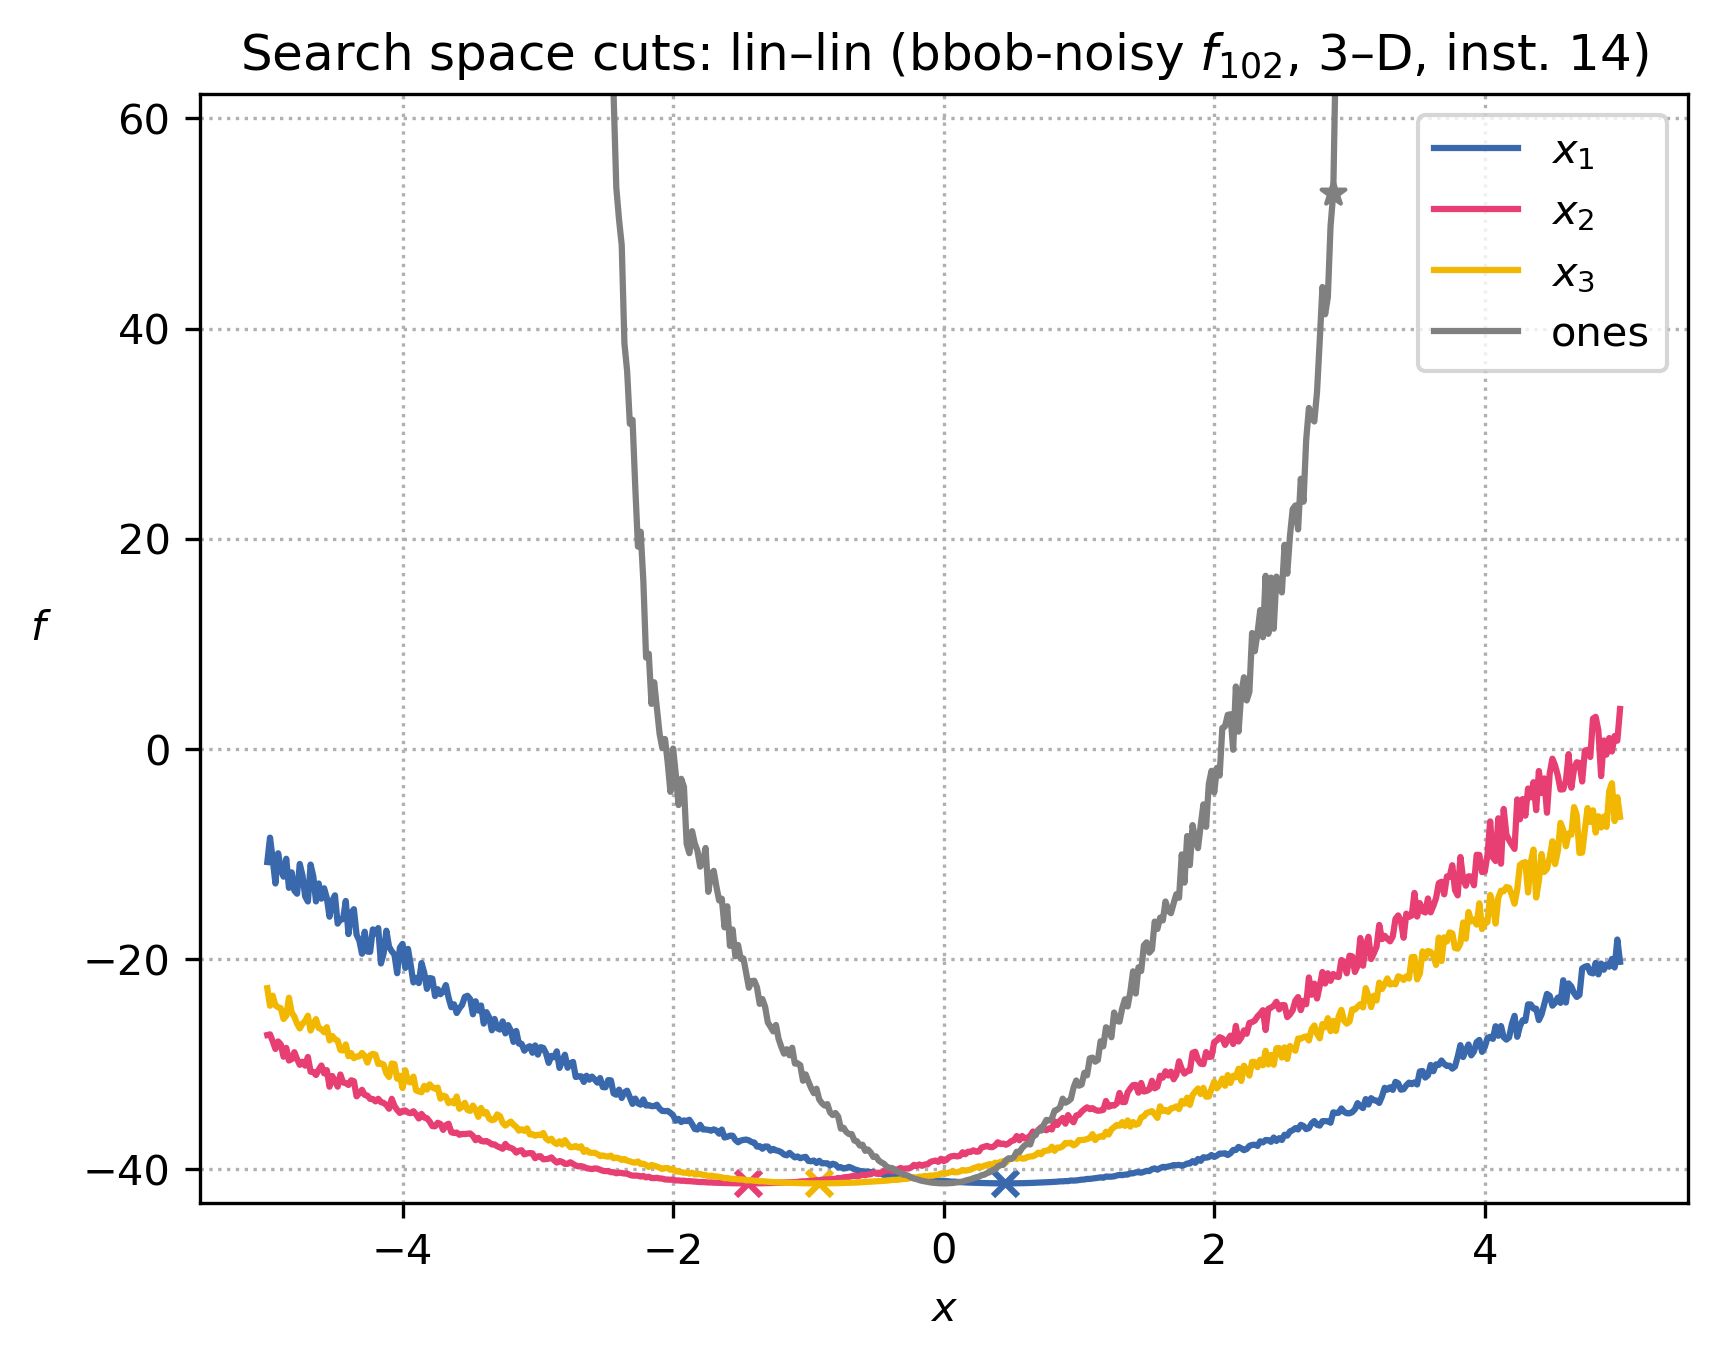 Search space cuts: lin–lin (bbob-noisy f₁₀₂, 3–D, inst. 14)
60
40
20
0
−20
−40
f
x₁
x₂
x₃
ones
−4
−2
0
2
4
x